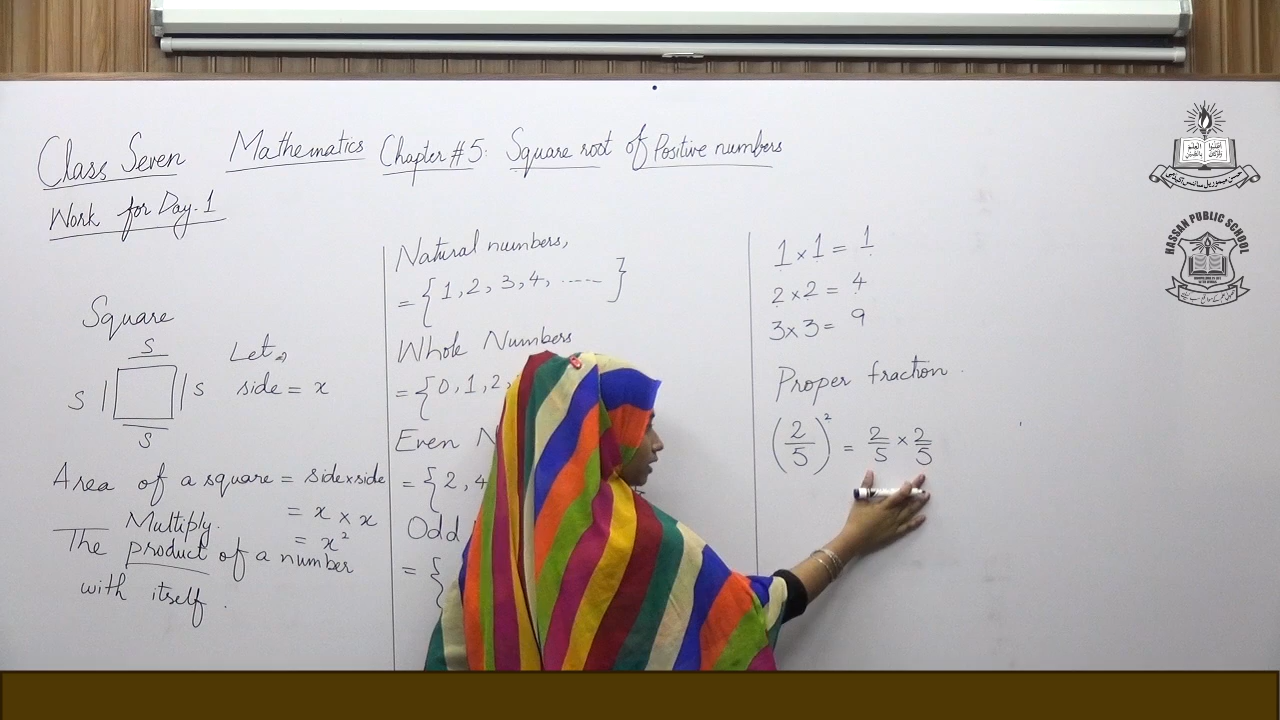 Class Seven Mathematics Chapter #5: Square root of Positive numbers
Work for Day.1
Square
S
S
S
S
Let,
side = x
Area of a square = side×side
= x × x
= x²
Multiply.
The product of a number
with itself.
Natural numbers,
= {1, 2, 3, 4, ......}
Whole Numbers
= {0, 1, 2,
Even N
= {2, 4
Odd
= {
1 × 1 = 1
2 × 2 = 4
3 × 3 = 9
Proper fraction.
(2/5)² = 2/5 × 2/5
HASSAN PUBLIC SCHOOL